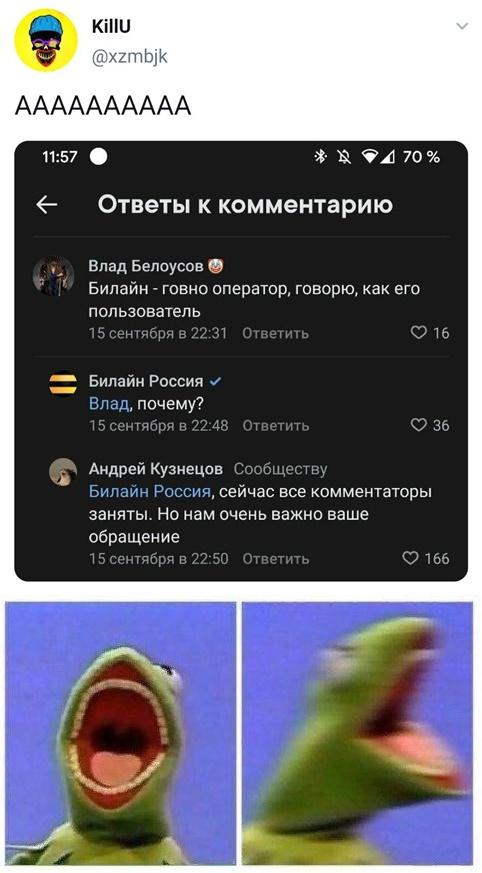 KillU
@xzmbjk
АААААААААА
11:57 70 %
Ответы к комментарию
Влад Белоусов 🤡
Билайн - говно оператор, говорю, как его
пользователь
15 сентября в 22:31 Ответить 16
Билайн Россия
Влад, почему?
15 сентября в 22:48 Ответить 36
Андрей Кузнецов Сообществу
Билайн Россия, сейчас все комментаторы
заняты. Но нам очень важно ваше
обращение
15 сентября в 22:50 Ответить 166